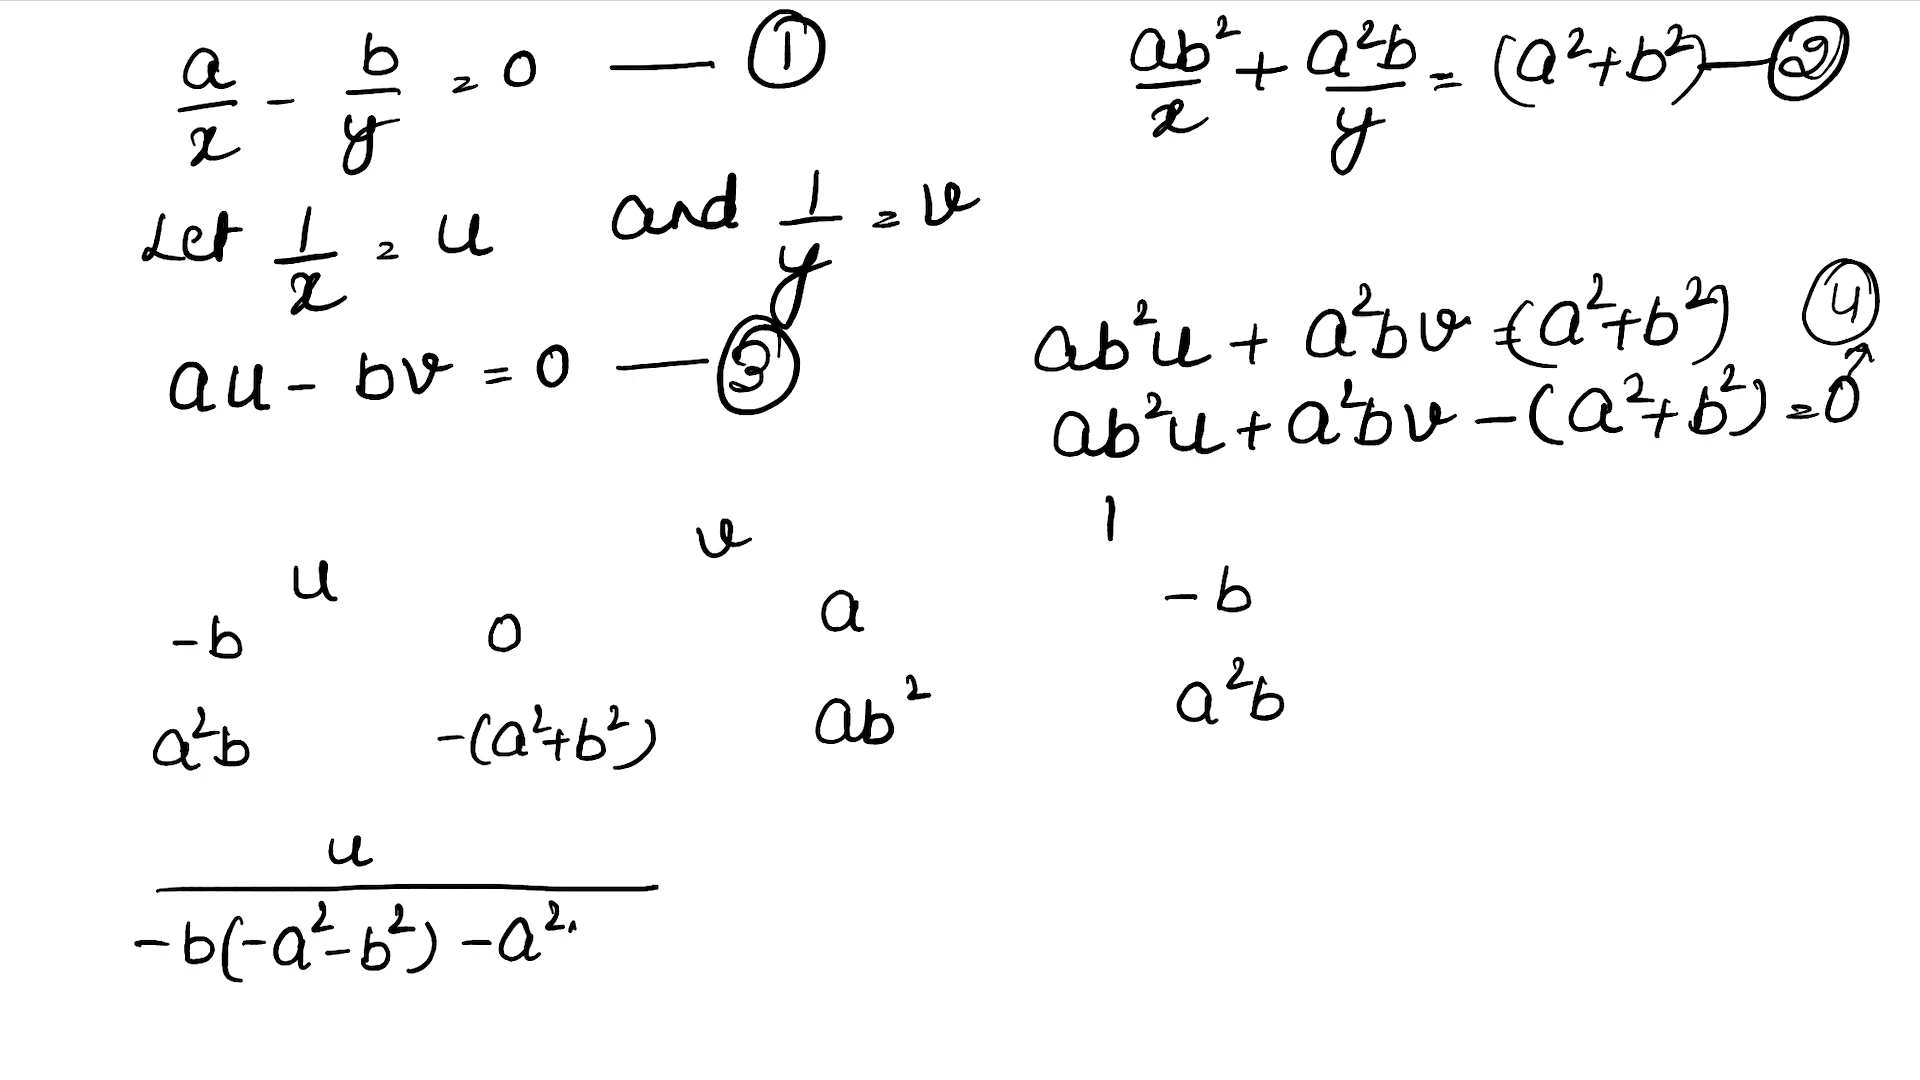 a/x - b/y = 0 — ①
ab²/x + a²b/y = (a²+b²) — ②
Let 1/x = u and 1/y = v
au - bv = 0 — ③
ab²u + a²bv = (a²+b²) ④
ab²u + a²bv - (a²+b²) = 0
u v 1
-b 0 a -b
a²b -(a²+b²) ab² a²b
u
-b(-a²-b²) - a²